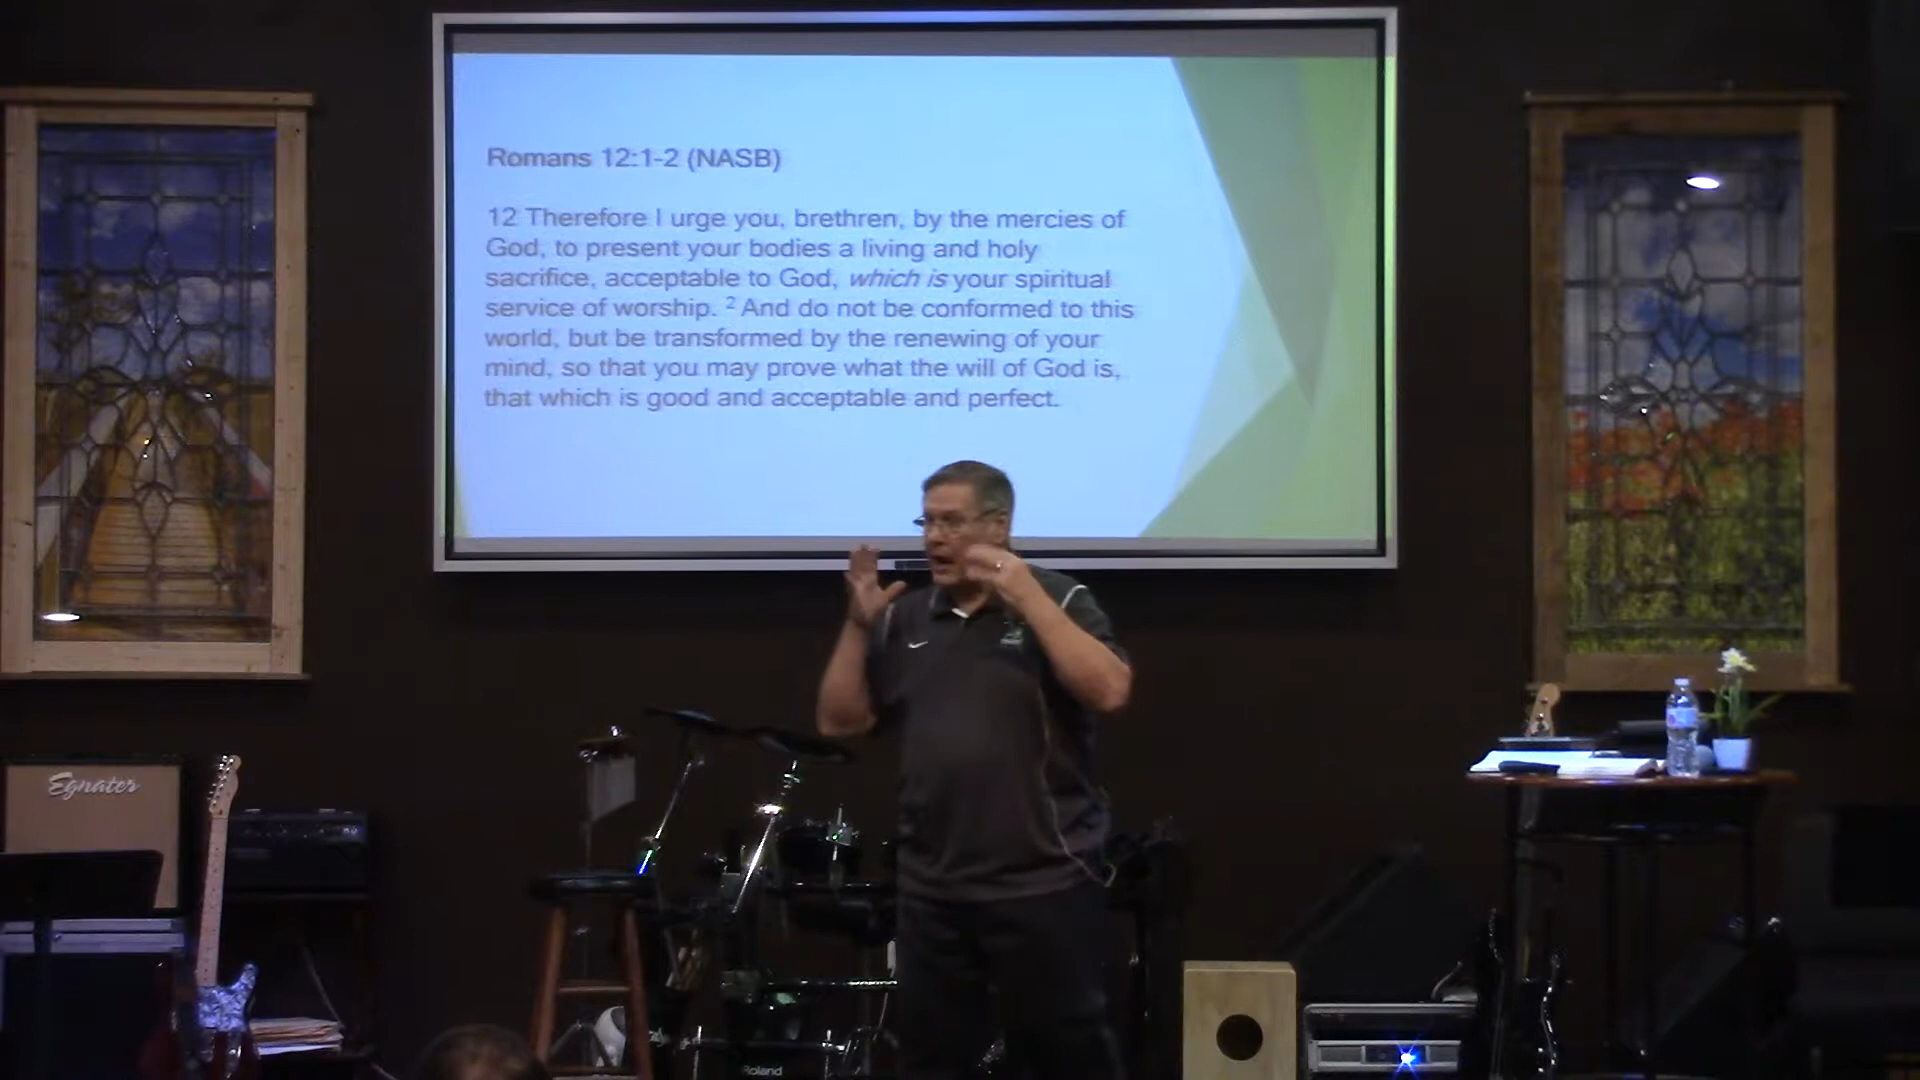 Romans 12:1-2 (NASB)
12 Therefore I urge you, brethren, by the mercies of
God, to present your bodies a living and holy
sacrifice, acceptable to God, which is your spiritual
service of worship. 2 And do not be conformed to this
world, but be transformed by the renewing of your
mind, so that you may prove what the will of God is,
that which is good and acceptable and perfect.
Egnater
Roland